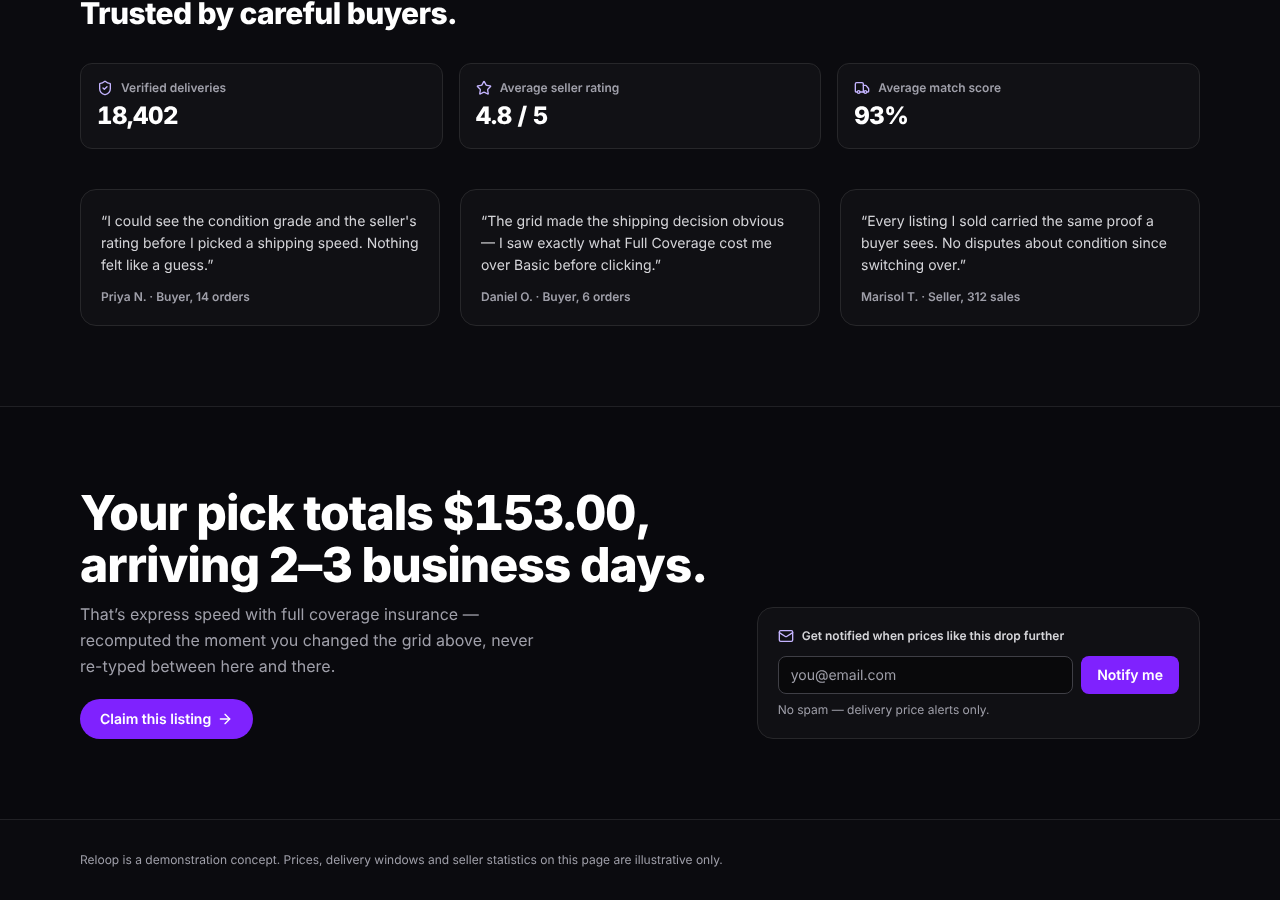 Trusted by careful buyers.
Verified deliveries
18,402
Average seller rating
4.8 / 5
Average match score
93%
“I could see the condition grade and the seller's
rating before I picked a shipping speed. Nothing
felt like a guess.”
Priya N. · Buyer, 14 orders
“The grid made the shipping decision obvious
— I saw exactly what Full Coverage cost me
over Basic before clicking.”
Daniel O. · Buyer, 6 orders
“Every listing I sold carried the same proof a
buyer sees. No disputes about condition since
switching over.”
Marisol T. · Seller, 312 sales
Your pick totals $153.00,
arriving 2–3 business days.
That’s express speed with full coverage insurance —
recomputed the moment you changed the grid above, never
re-typed between here and there.
Claim this listing →
Get notified when prices like this drop further
you@email.com
Notify me
No spam — delivery price alerts only.
Reloop is a demonstration concept. Prices, delivery windows and seller statistics on this page are illustrative only.